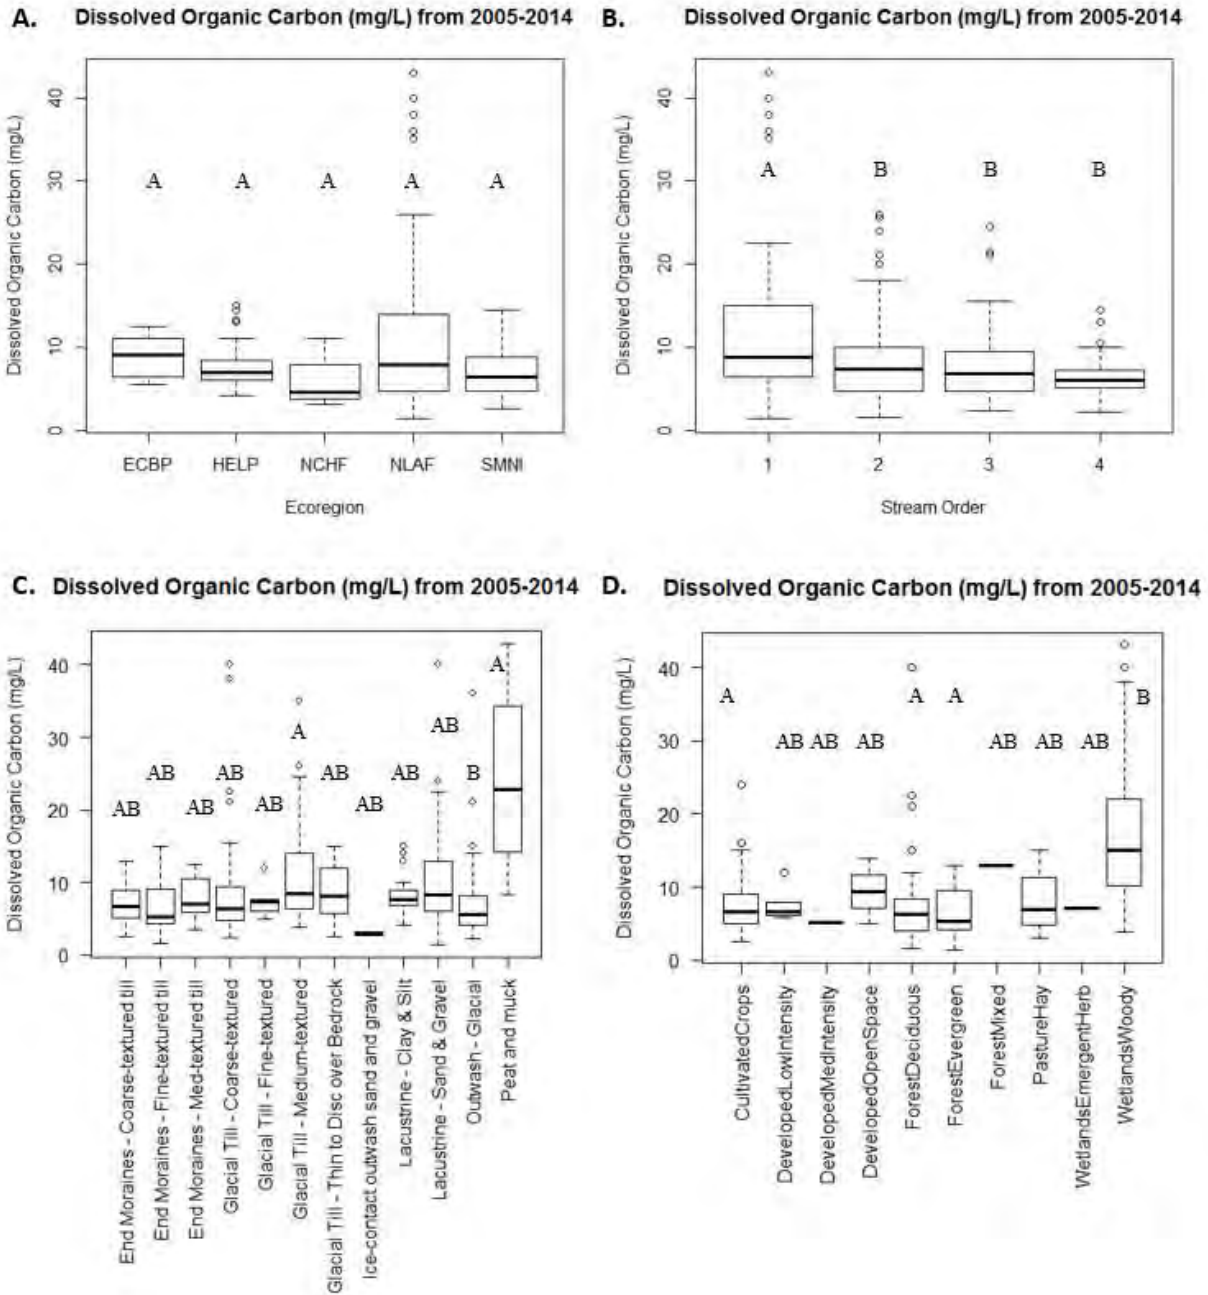 A. Dissolved Organic Carbon (mg/L) from 2005-2014
Dissolved Organic Carbon (mg/L)
40
30
20
10
0
A A A A A
ECBP HELP NCHF NLAF SMNI
Ecoregion
B. Dissolved Organic Carbon (mg/L) from 2005-2014
Dissolved Organic Carbon (mg/L)
40
30
20
10
0
A B B B
1 2 3 4
Stream Order
C. Dissolved Organic Carbon (mg/L) from 2005-2014
Dissolved Organic Carbon (mg/L)
40
30
20
10
0
AB AB AB AB AB A AB AB AB AB B A
End Moraines - Coarse-textured till
End Moraines - Fine-textured till
End Moraines - Med-textured till
Glacial Till - Coarse-textured
Glacial Till - Fine-textured
Glacial Till - Medium-textured
Glacial Till - Thin to Disc over Bedrock
Ice-contact outwash sand and gravel
Lacustrine - Clay & Silt
Lacustrine - Sand & Gravel
Outwash - Glacial
Peat and muck
D. Dissolved Organic Carbon (mg/L) from 2005-2014
Dissolved Organic Carbon (mg/L)
40
30
20
10
0
A AB AB AB A A AB AB AB B
CultivatedCrops
DevelopedLowIntensity
DevelopedMedIntensity
DevelopedOpenSpace
ForestDeciduous
ForestEvergreen
ForestMixed
PastureHay
WetlandsEmergentHerb
WetlandsWoody